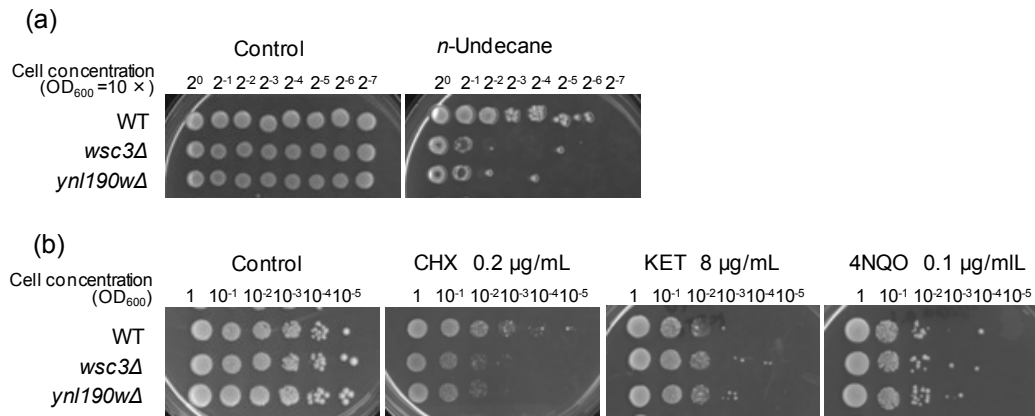 (a)
Control n-Undecane
Cell concentration
(OD₆₀₀ =10 ×) 2⁰ 2⁻¹ 2⁻² 2⁻³ 2⁻⁴ 2⁻⁵ 2⁻⁶ 2⁻⁷ 2⁰ 2⁻¹ 2⁻² 2⁻³ 2⁻⁴ 2⁻⁵ 2⁻⁶ 2⁻⁷
WT
wsc3Δ
ynl190wΔ
(b)
Control CHX 0.2 μg/mL KET 8 μg/mL 4NQO 0.1 μg/mlL
Cell concentration
(OD₆₀₀) 1 10⁻¹ 10⁻² 10⁻³ 10⁻⁴ 10⁻⁵ 1 10⁻¹ 10⁻² 10⁻³ 10⁻⁴ 10⁻⁵ 1 10⁻¹ 10⁻² 10⁻³ 10⁻⁴ 10⁻⁵ 1 10⁻¹ 10⁻² 10⁻³ 10⁻⁴ 10⁻⁵
WT
wsc3Δ
ynl190wΔ